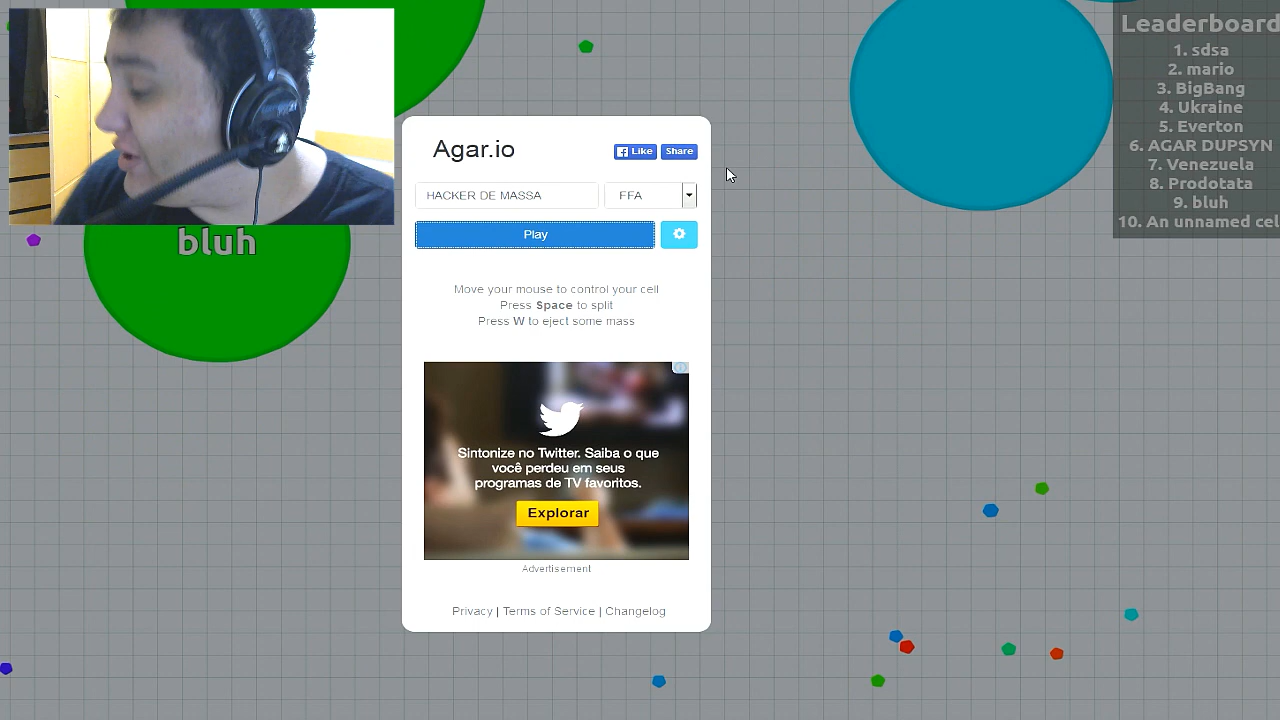 Leaderboard
1. sdsa
2. mario
3. BigBang
4. Ukraine
5. Everton
6. AGAR DUPSYN
7. Venezuela
8. Prodotata
9. bluh
10. An unnamed cel
bluh
Agar.io
Like
Share
HACKER DE MASSA
FFA
Play
Move your mouse to control your cell
Press Space to split
Press W to eject some mass
Sintonize no Twitter. Saiba o que
você perdeu em seus
programas de TV favoritos.
Explorar
Advertisement
Privacy | Terms of Service | Changelog